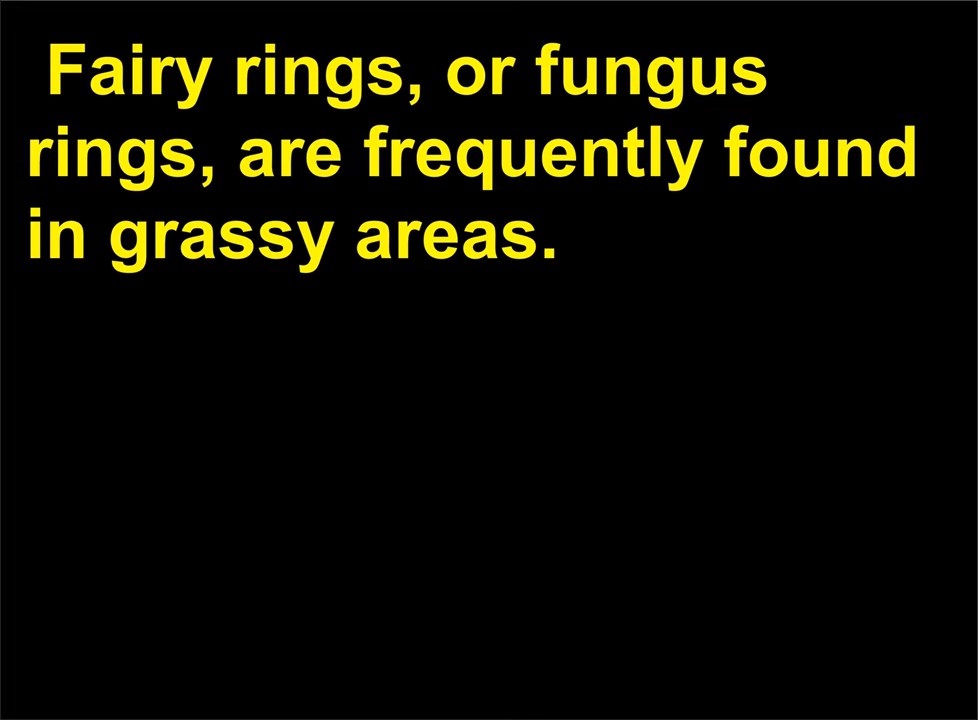 Fairy rings, or fungus
rings, are frequently found
in grassy areas.